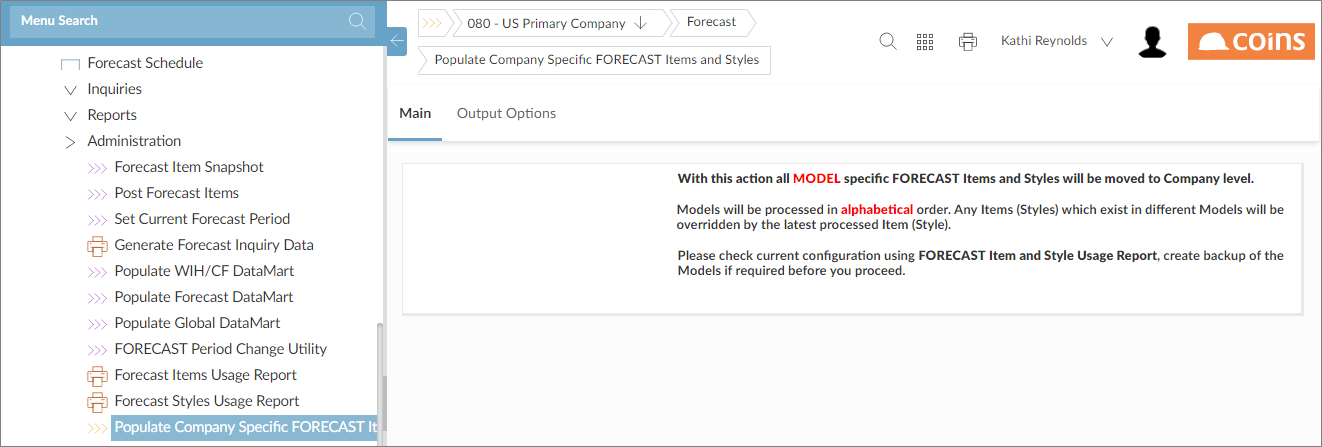 Menu Search
Forecast Schedule
Inquiries
Reports
Administration
Forecast Item Snapshot
Post Forecast Items
Set Current Forecast Period
Generate Forecast Inquiry Data
Populate WIH/CF DataMart
Populate Forecast DataMart
Populate Global DataMart
FORECAST Period Change Utility
Forecast Items Usage Report
Forecast Styles Usage Report
Populate Company Specific FORECAST It
080 - US Primary Company
Forecast
Populate Company Specific FORECAST Items and Styles
Kathi Reynolds
coins
Main
Output Options
With this action all MODEL specific FORECAST Items and Styles will be moved to Company level.
Models will be processed in alphabetical order. Any Items (Styles) which exist in different Models will be
overridden by the latest processed Item (Style).
Please check current configuration using FORECAST Item and Style Usage Report, create backup of the
Models if required before you proceed.